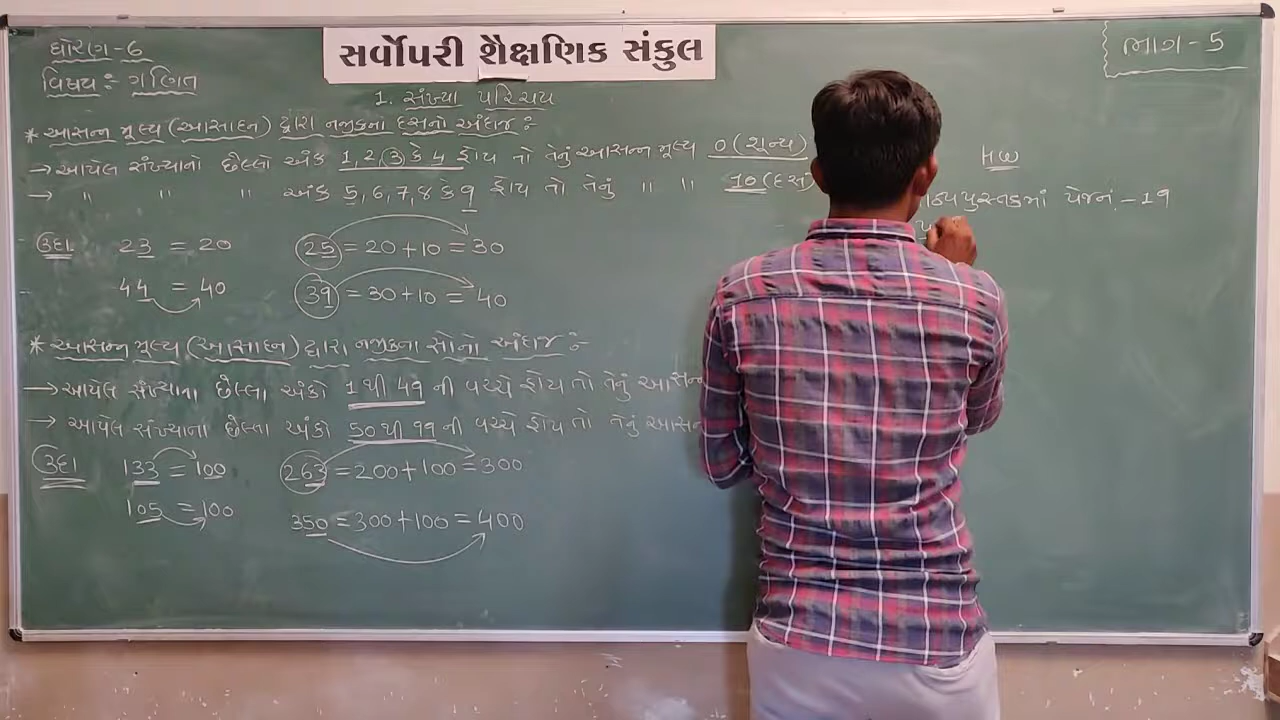 સર્વોપરી શૈક્ષણિક સંકુલ
ધોરણ-6
વિષય :- ગણિત
ભાગ-5
1. સંખ્યા પરિચય
* આસન્ન મૂલ્ય (આસાદન) દ્વારા નજીકના દસનો અંદાજ :-
→ આપેલ સંખ્યાનો છેલ્લો અંક 1,2,3 કે 4 હોય તો તેનું આસન્ન મૂલ્ય 0 (શૂન્ય)
→ " " " અંક 5,6,7,8 કે 9 હોય તો તેનું " " 10 (દસ)
ઉદા 23 = 20 25 = 20+10 = 30
44 = 40 39 = 30+10 = 40
* આસન્ન મૂલ્ય (આસાદન) દ્વારા નજીકના સોનો અંદાજ :-
→ આપેલ સંખ્યાના છેલ્લા અંકો 1 થી 49 ની વચ્ચે હોય તો તેનું આસન્ન
→ આપેલ સંખ્યાના છેલ્લા અંકો 50 થી 99 ની વચ્ચે હોય તો તેનું આસન
ઉદા 133 = 100 263 = 200+100 = 300
105 = 100 350 = 300+100 = 400
HW
પુસ્તકમાં પેજનં.-19